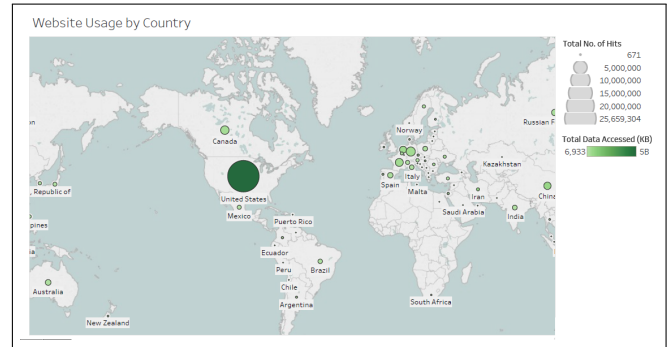 Website Usage by Country
Total No. of Hits
671
5,000,000
10,000,000
15,000,000
20,000,000
25,659,304
Total Data Accessed (KB)
6,933
5B
Norway
Russian F
Canada
Kazakhstan
Italy
Spain
Malta
Iran
China
Republic of
United States
Mexico
Puerto Rico
Saudi Arabia
India
pines
Ecuador
Peru
Brazil
Chile
Australia
Argentina
South Africa
New Zealand